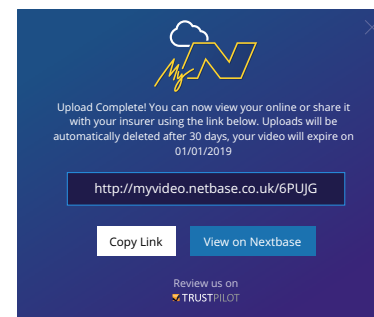 My N
Upload Complete! You can now view your online or share it
with your insurer using the link below. Uploads will be
automatically deleted after 30 days, your video will expire on
01/01/2019
http://myvideo.netbase.co.uk/6PUJG
Copy Link View on Nextbase
Review us on
TRUSTPILOT